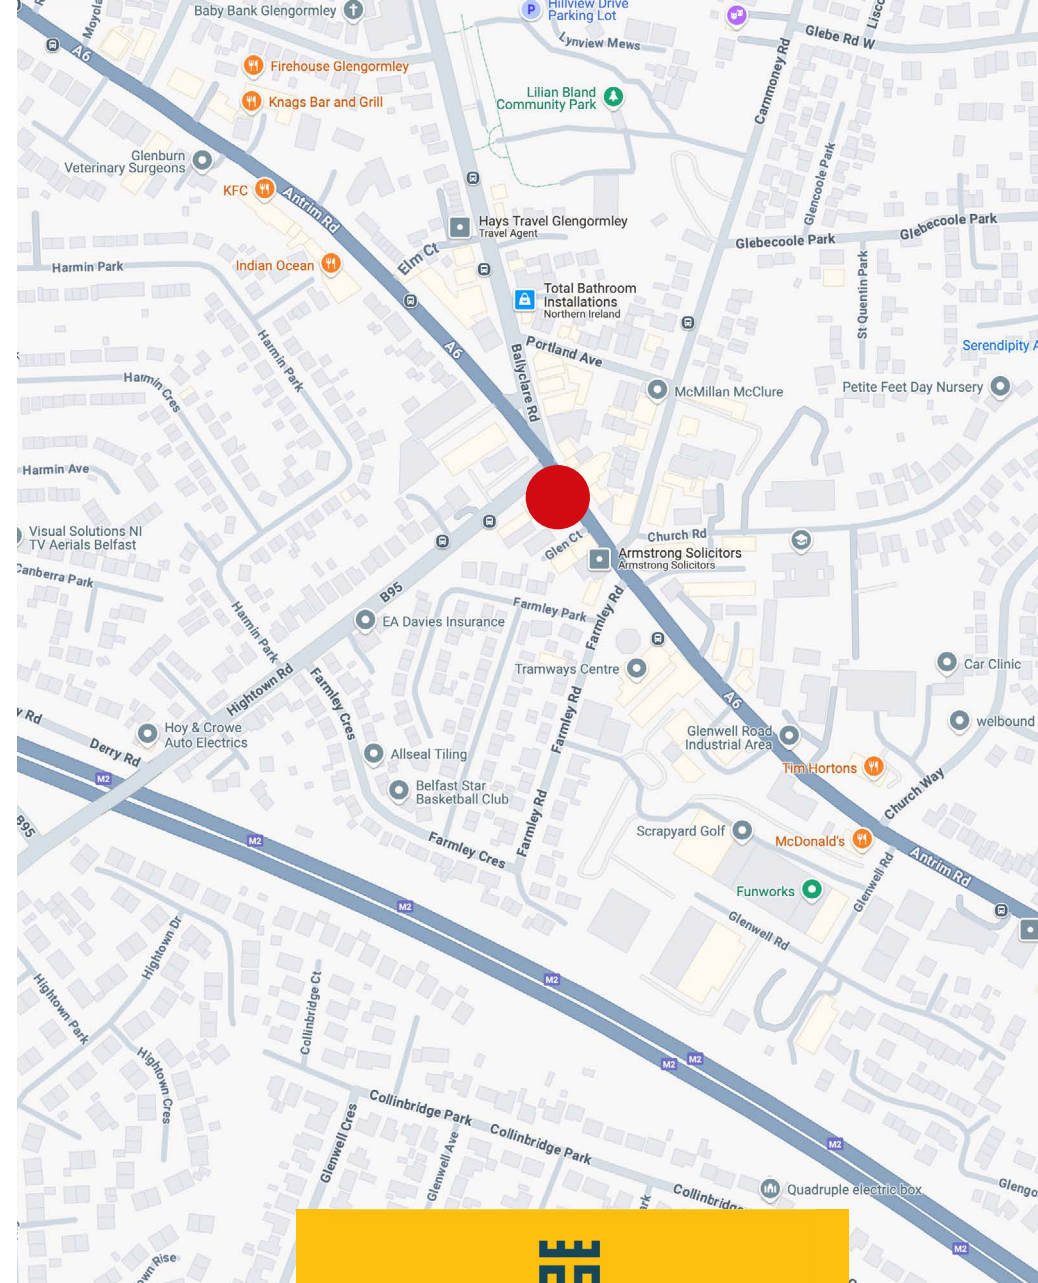 Baby Bank Glengormley
Hillview Drive
Parking Lot
Lynview Mews
Glebe Rd W
Carnmoney Rd
A6
Firehouse Glengormley
Knags Bar and Grill
Lilian Bland
Community Park
Glenburn
Veterinary Surgeons
KFC
Antrim Rd
Glencoole Park
Hays Travel Glengormley
Travel Agent
Glebecoole Park
Glebecoole Park
Elm Ct
Harmin Park
Indian Ocean
Total Bathroom
Installations
Northern Ireland
St Quentin Park
Portland Ave
A6
Ballyclare Rd
Harmin Park
Serendipity A
Harmin Cres
McMillan McClure
Petite Feet Day Nursery
Harmin Ave
Visual Solutions NI
TV Aerials Belfast
Church Rd
Glen Ct
Armstrong Solicitors
Armstrong Solicitors
Canberra Park
B95
Farmley Park
Farmley Rd
EA Davies Insurance
Harmin Park
Tramways Centre
Car Clinic
Hightown Rd
Farmley Cres
A6
Farmley Rd
y Rd
Derry Rd
Hoy & Crowe
Auto Electrics
Glenwell Road
Industrial Area
welbound
Allseal Tiling
Tim Hortons
M2
Belfast Star
Basketball Club
Church Way
B95
Farmley Rd
M2
Scrapyard Golf
McDonald's
Farmley Cres
Antrim Rd
Glenwell Rd
Funworks
M2
Glenwell Rd
Hightown Dr
M2
Hightown Park
Collinbridge Ct
M2
M2
Hightown Cres
Collinbridge Park
Glenwell Cres
Collinbridge Park
M2
Glenwell Ave
Collinbridge
Quadruple electric box
Glengo
M2
own Rise